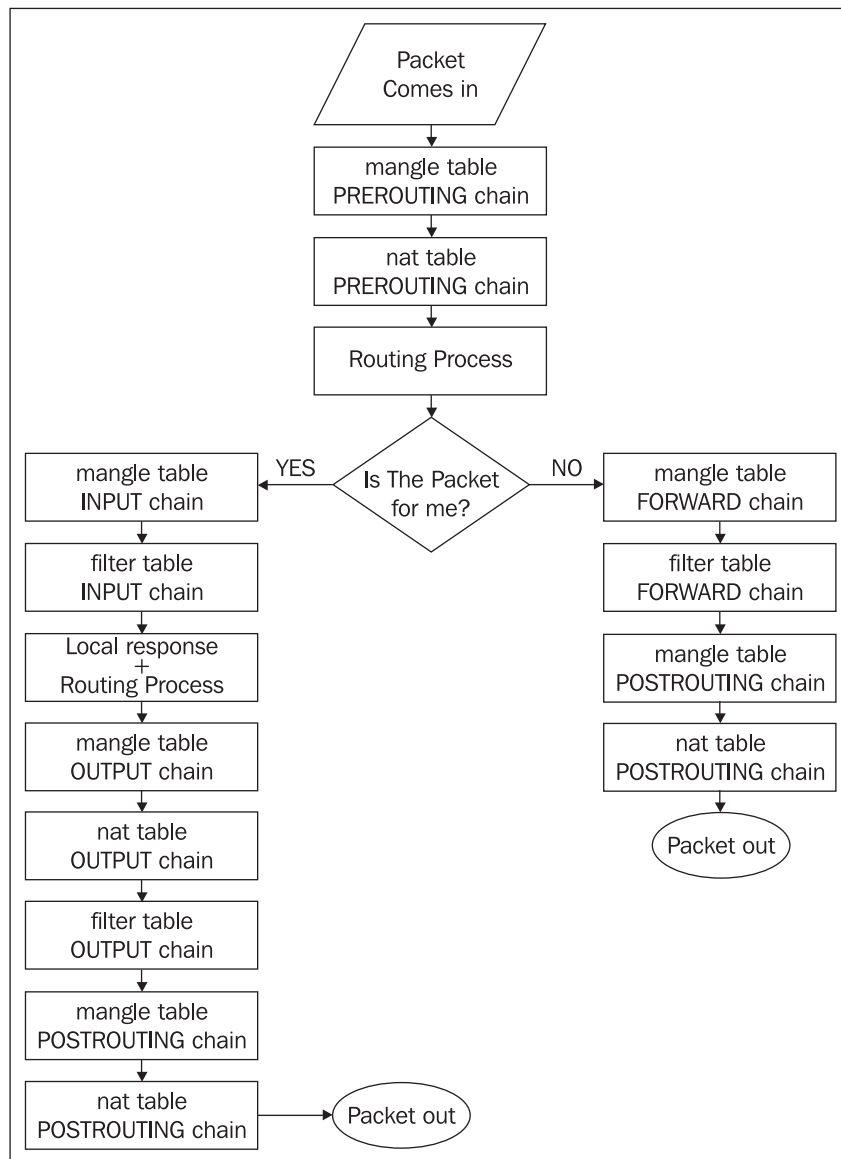 Packet
Comes in
mangle table
PREROUTING chain
nat table
PREROUTING chain
Routing Process
Is The Packet
for me?
YES
mangle table
INPUT chain
filter table
INPUT chain
Local response
+
Routing Process
mangle table
OUTPUT chain
nat table
OUTPUT chain
filter table
OUTPUT chain
mangle table
POSTROUTING chain
nat table
POSTROUTING chain
Packet out
NO
mangle table
FORWARD chain
filter table
FORWARD chain
mangle table
POSTROUTING chain
nat table
POSTROUTING chain
Packet out